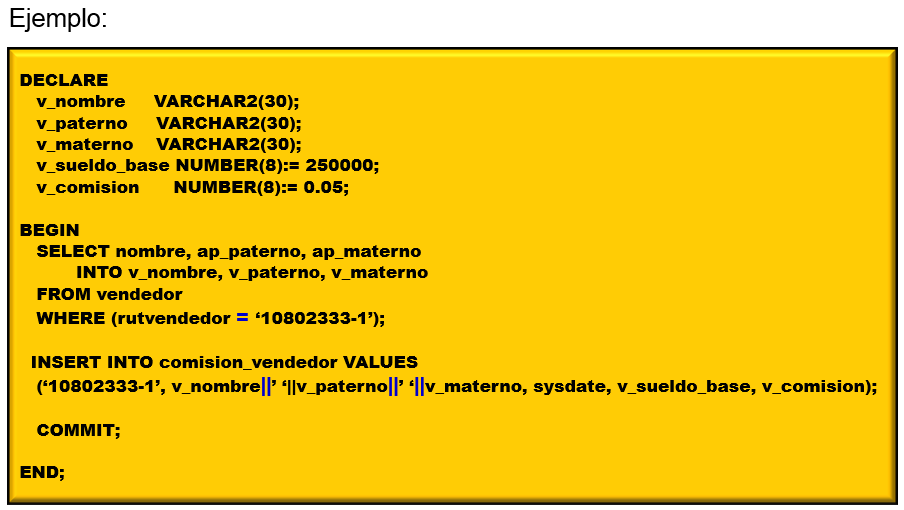 Ejemplo:
DECLARE
v_nombre VARCHAR2(30);
v_paterno VARCHAR2(30);
v_materno VARCHAR2(30);
v_sueldo_base NUMBER(8):= 250000;
v_comision NUMBER(8):= 0.05;
BEGIN
SELECT nombre, ap_paterno, ap_materno
INTO v_nombre, v_paterno, v_materno
FROM vendedor
WHERE (rutvendedor = ‘10802333-1’);
INSERT INTO comision_vendedor VALUES
(‘10802333-1’, v_nombre||’ ‘||v_paterno||’ ‘||v_materno, sysdate, v_sueldo_base, v_comision);
COMMIT;
END;